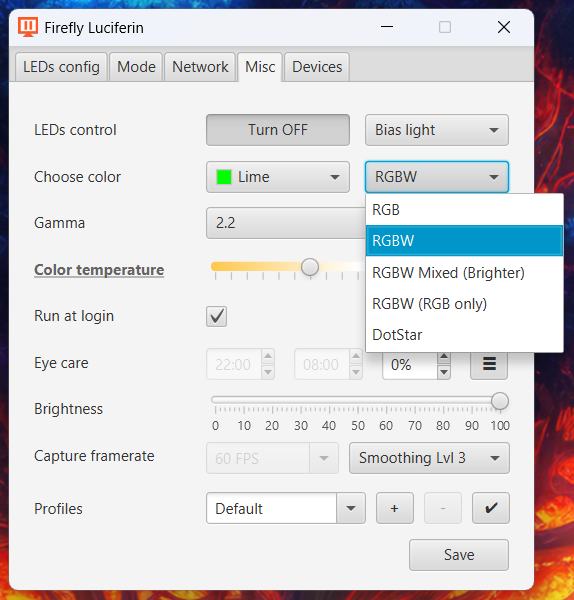 Firefly Luciferin
LEDs config Mode Network Misc Devices
LEDs control Turn OFF Bias light
Choose color Lime RGBW
RGB
Gamma 2.2
RGBW
Color temperature RGBW Mixed (Brighter)
RGBW (RGB only)
Run at login
DotStar
Eye care 22:00 08:00 0%
Brightness
0 10 20 30 40 50 60 70 80 90 100
Capture framerate 60 FPS Smoothing Lvl 3
Profiles Default + - ✔
Save